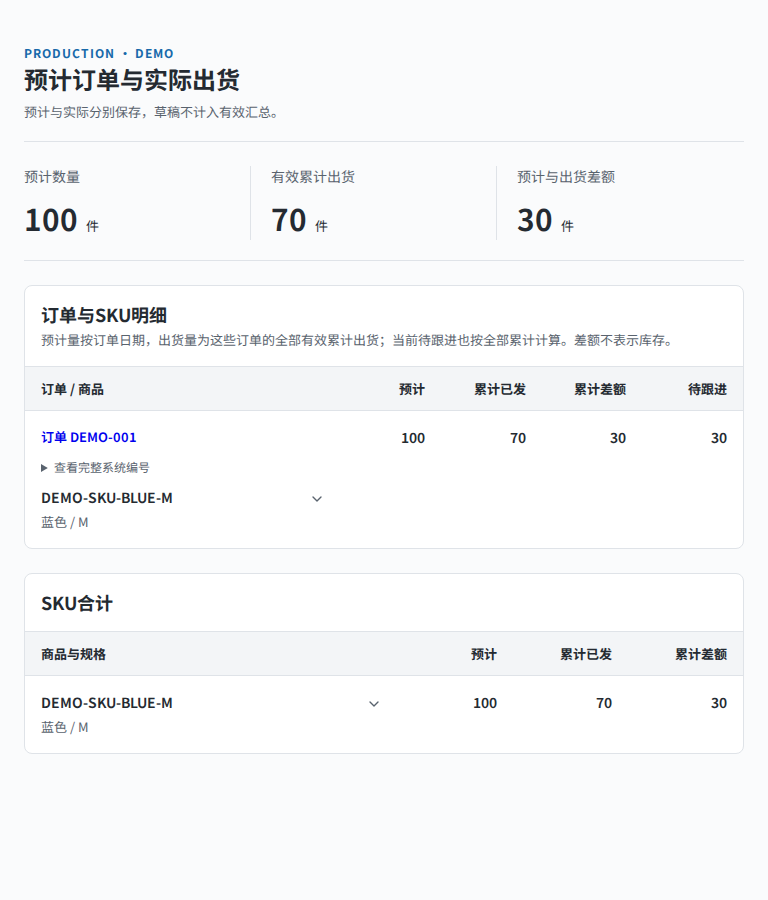 PRODUCTION · DEMO
预计订单与实际出货
预计与实际分别保存，草稿不计入有效汇总。
预计数量 有效累计出货 预计与出货差额
100 件 70 件 30 件
订单与SKU明细
预计量按订单日期，出货量为这些订单的全部有效累计出货；当前待跟进也按全部累计计算。差额不表示库存。
订单 / 商品 预计 累计已发 累计差额 待跟进
订单 DEMO-001 100 70 30 30
查看完整系统编号
DEMO-SKU-BLUE-M
蓝色 / M
SKU合计
商品与规格 预计 累计已发 累计差额
DEMO-SKU-BLUE-M 100 70 30
蓝色 / M